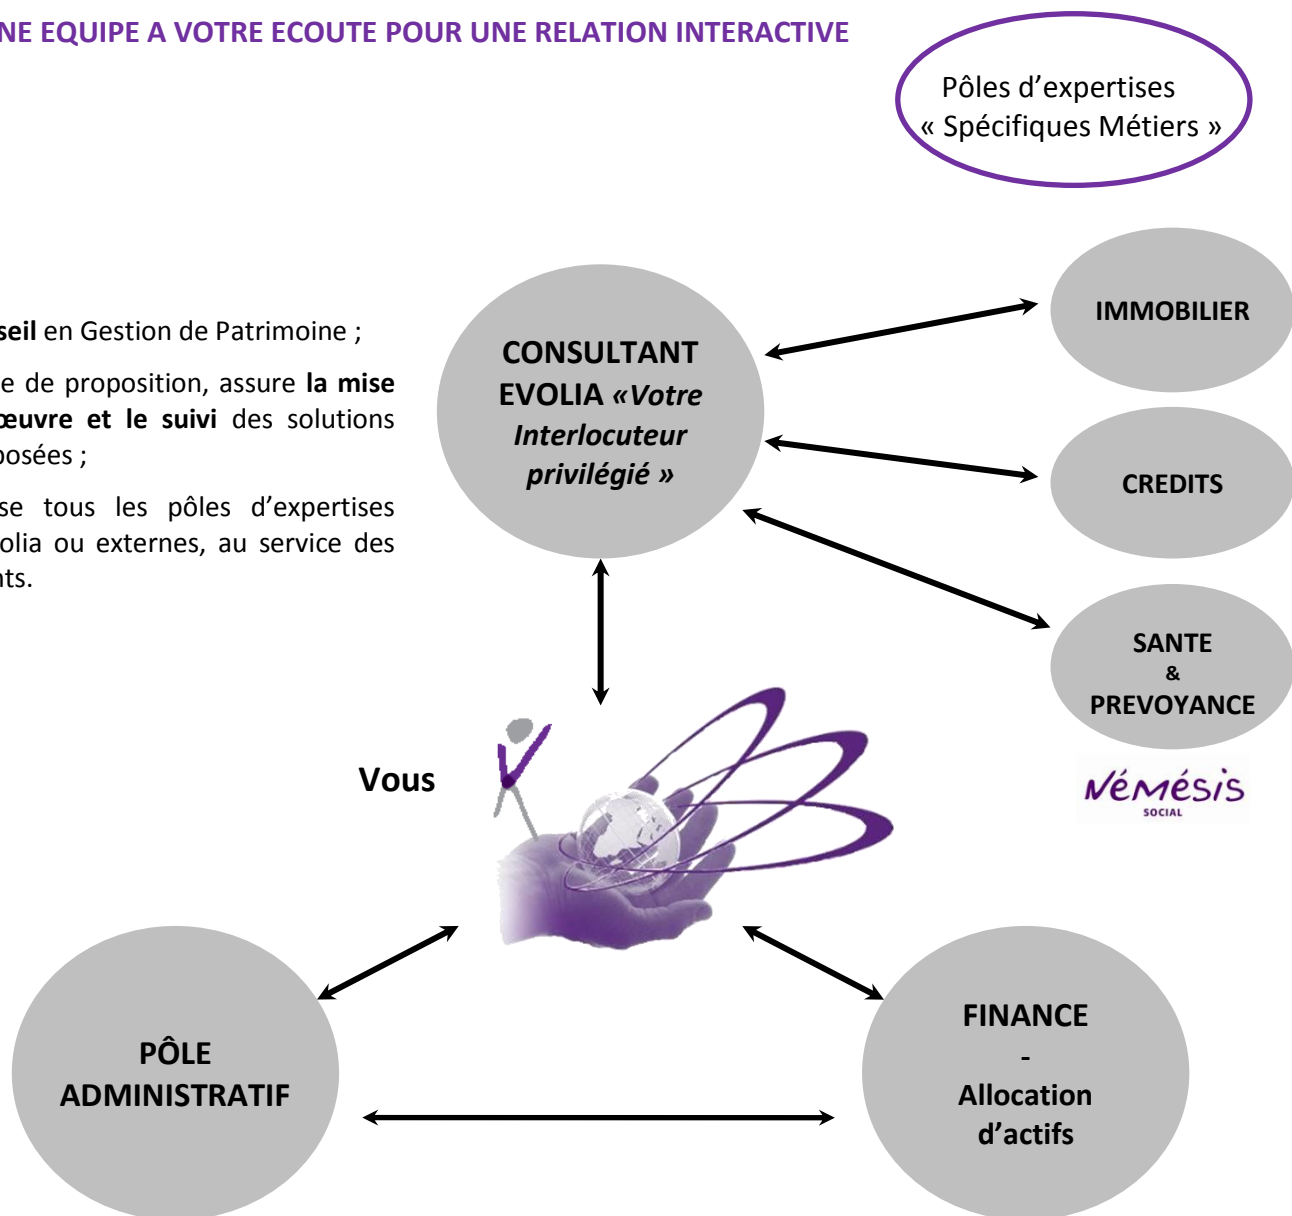 NE EQUIPE A VOTRE ECOUTE POUR UNE RELATION INTERACTIVE
Pôles d’expertises
« Spécifiques Métiers »
seil en Gestion de Patrimoine ;
e de proposition, assure la mise
œuvre et le suivi des solutions
posées ;
se tous les pôles d’expertises
olia ou externes, au service des
nts.
CONSULTANT
EVOLIA «Votre
Interlocuteur
privilégié »
IMMOBILIER
CREDITS
SANTE
&
PREVOYANCE
Némésis
SOCIAL
Vous
PÔLE
ADMINISTRATIF
FINANCE
-
Allocation
d’actifs